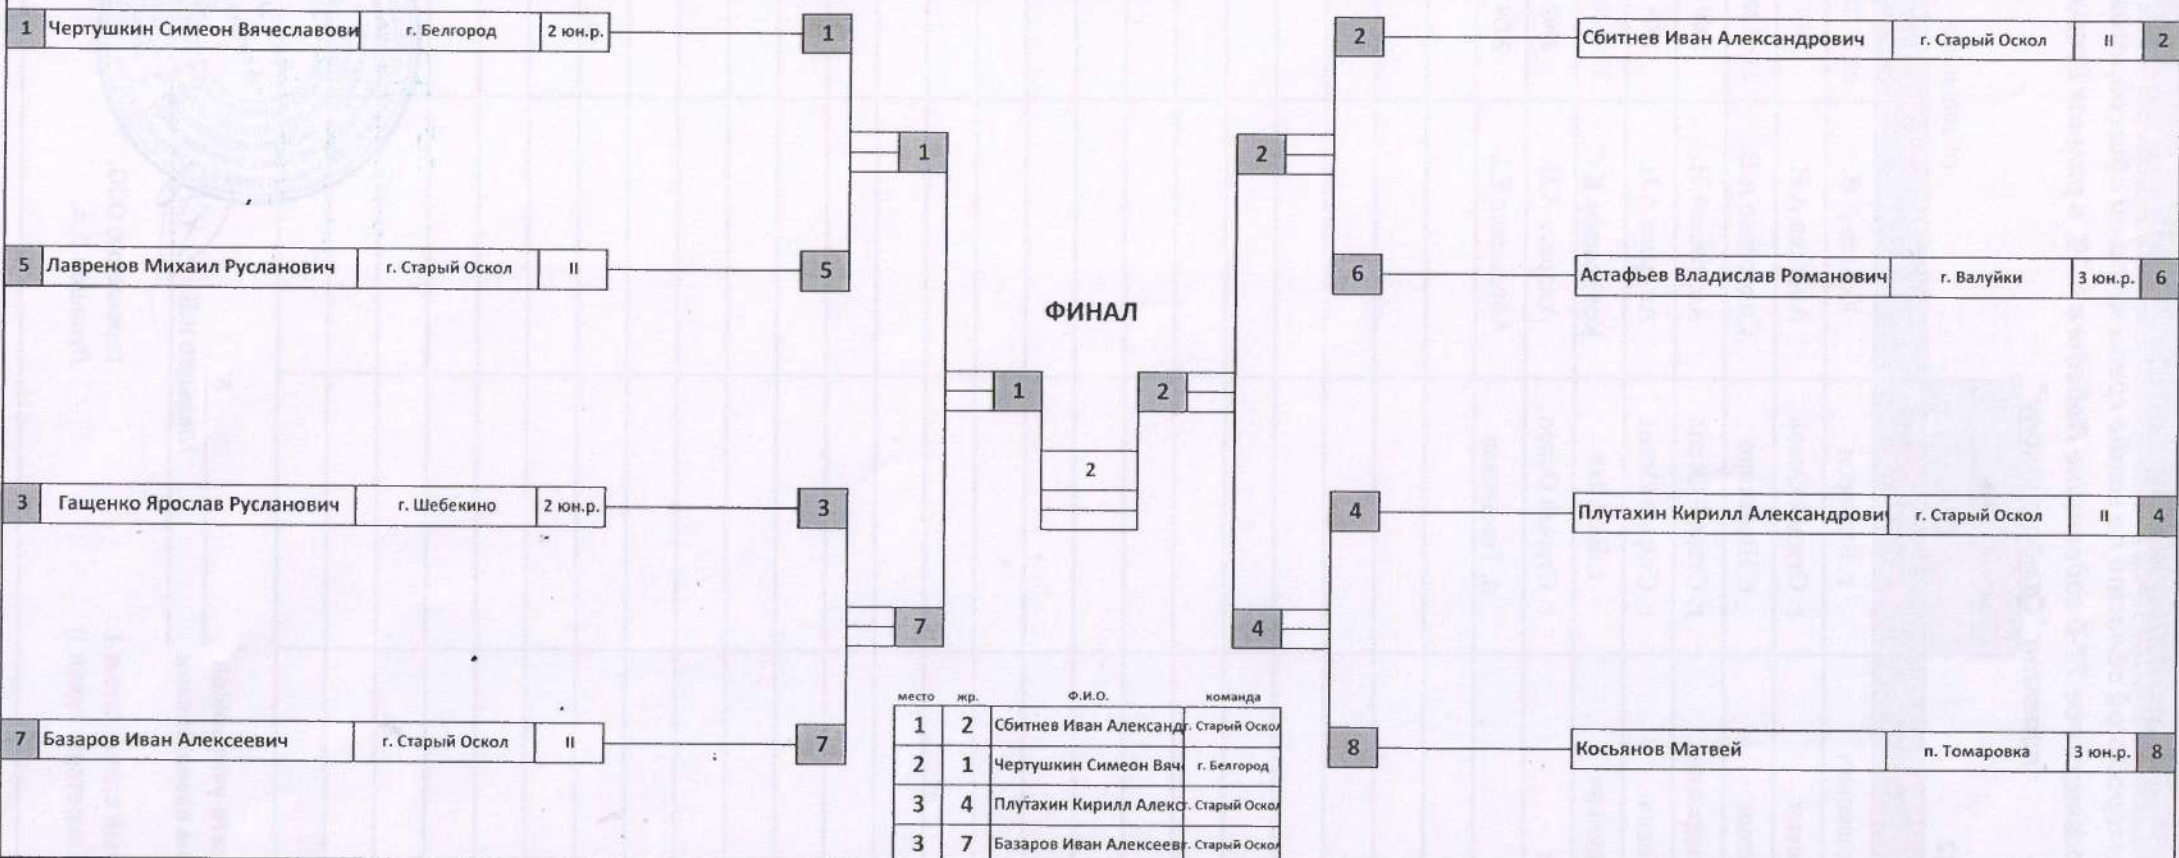 1 Чертушкин Симеон Вячеславови г. Белгород 2 юн.р. 1
5 Лавренов Михаил Русланович г. Старый Оскол II 5
1
3 Гащенко Ярослав Русланович г. Шебекино 2 юн.р. 3
7 Базаров Иван Алексеевич г. Старый Оскол II 7
7
ФИНАЛ
1 2
2
2 Сбитнев Иван Александрович г. Старый Оскол II 2
6 Астафьев Владислав Романович г. Валуйки 3 юн.р. 6
2
4 Плутахин Кирилл Александрови г. Старый Оскол II 4
8 Косьянов Матвей п. Томаровка 3 юн.р. 8
4
место жр. Ф.И.О. команда
1 2 Сбитнев Иван Александ г. Старый Оскол
2 1 Чертушкин Симеон Вяч г. Белгород
3 4 Плутахин Кирилл Алекс г. Старый Оскол
3 7 Базаров Иван Алексеев г. Старый Оскол